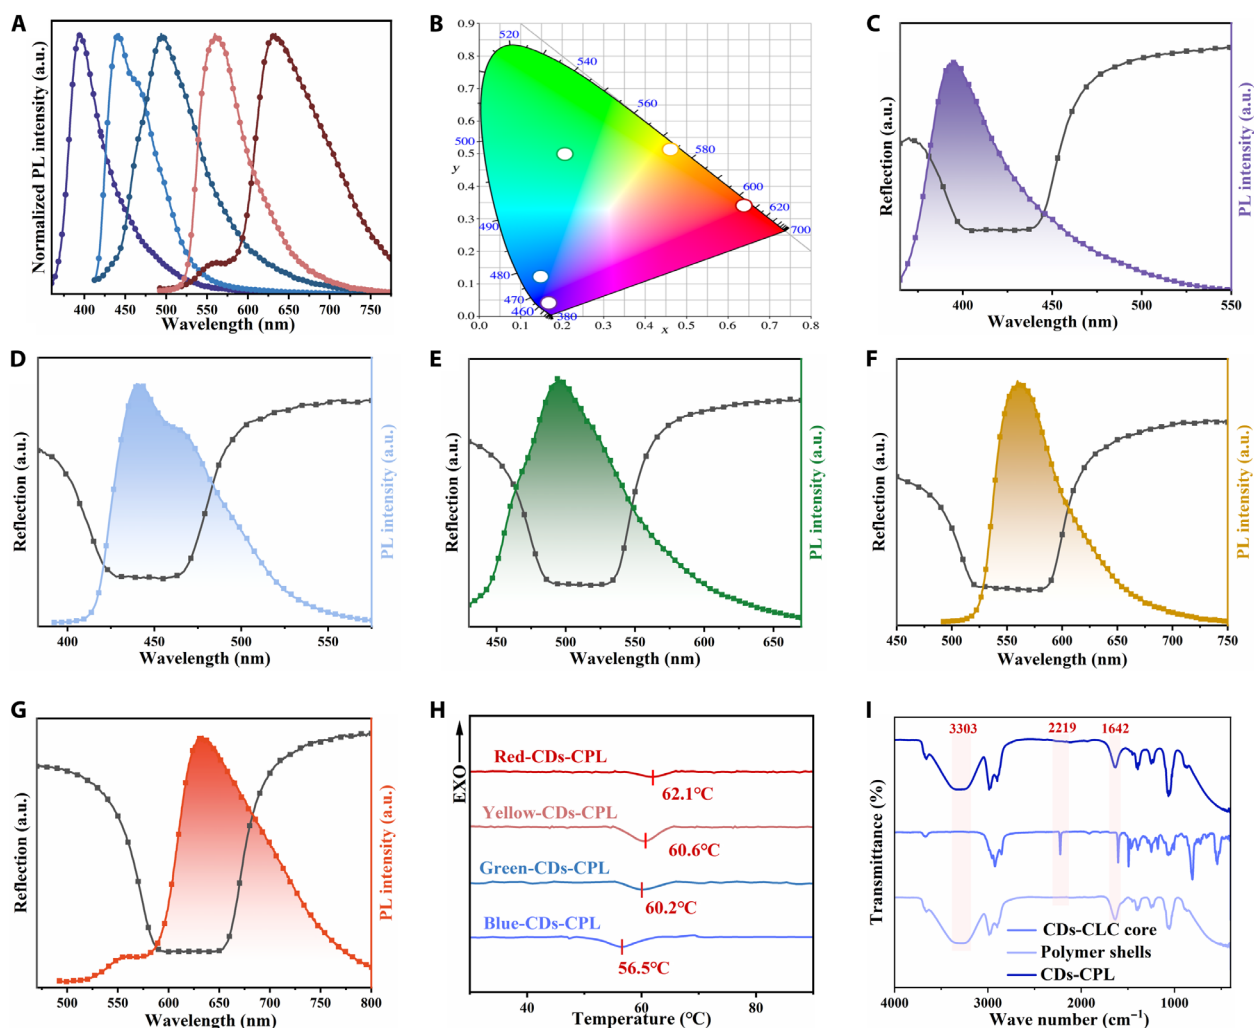 A
Normalized PL intensity (a.u.)
400 450 500 550 600 650 700 750
Wavelength (nm)
B
0.9
0.8
0.7
0.6
0.5
y
0.4
0.3
0.2
0.1
0.0
0.0 0.1 0.2 0.3 0.4 0.5 0.6 0.7 0.8
x
520
540
560
500
580
600
620
490
700
480
470
460
380
C
Reflection (a.u.)
PL intensity (a.u.)
400 450 500 550
Wavelength (nm)
D
Reflection (a.u.)
PL intensity (a.u.)
400 450 500 550
Wavelength (nm)
E
Reflection (a.u.)
PL intensity (a.u.)
450 500 550 600 650
Wavelength (nm)
F
Reflection (a.u.)
PL intensity (a.u.)
450 500 550 600 650 700 750
Wavelength (nm)
G
Reflection (a.u.)
PL intensity (a.u.)
500 550 600 650 700 750 800
Wavelength (nm)
H
EXO
Red-CDs-CPL
62.1°C
Yellow-CDs-CPL
60.6°C
Green-CDs-CPL
60.2°C
Blue-CDs-CPL
56.5°C
40 60 80
Temperature (°C)
I
3303 2219 1642
Transmittance (%)
CDs-CLC core
Polymer shells
CDs-CPL
4000 3000 2000 1000
Wave number (cm⁻¹)